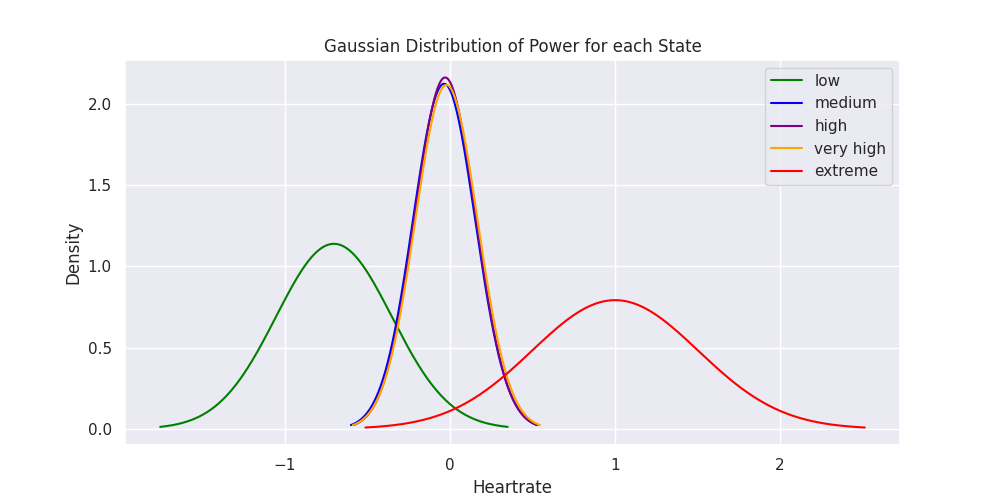 Gaussian Distribution of Power for each State
low
medium
high
very high
extreme
2.0
1.5
1.0
0.5
0.0
Density
−1
0
1
2
Heartrate